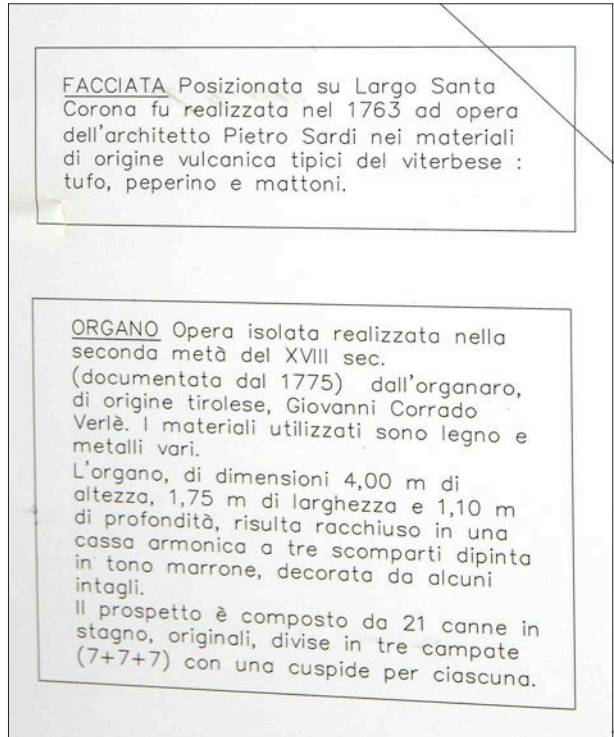 FACCIATA Posizionata su Largo Santa
Corona fu realizzata nel 1763 ad opera
dell'architetto Pietro Sardi nei materiali
di origine vulcanica tipici del viterbese :
tufo, peperino e mattoni.
ORGANO Opera isolata realizzata nella
seconda metà del XVIII sec.
(documentata dal 1775) dall'organaro,
di origine tirolese, Giovanni Corrado
Verlè. I materiali utilizzati sono legno e
metalli vari.
L'organo, di dimensioni 4,00 m di
altezza, 1,75 m di larghezza e 1,10 m
di profondità, risulta racchiuso in una
cassa armonica a tre scomparti dipinta
in tono marrone, decorata da alcuni
intagli.
Il prospetto è composto da 21 canne in
stagno, originali, divise in tre campate
(7+7+7) con una cuspide per ciascuna.